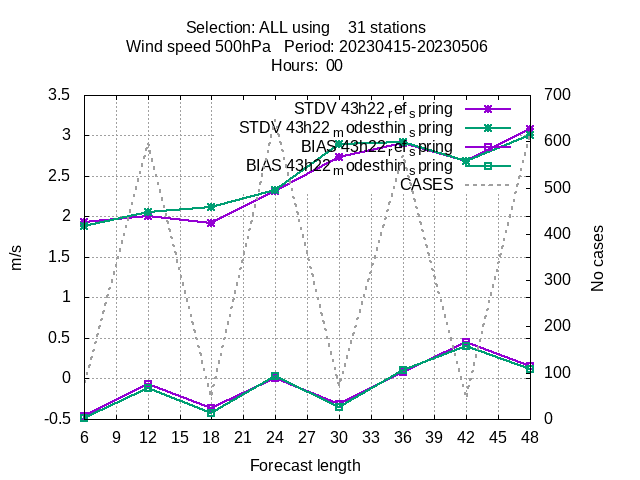 Selection: ALL using    31 stations
Wind speed 500hPa   Period: 20230415-20230506
Hours:  00
STDV 43h22_ref_spring
STDV 43h22_modesthin_spring
BIAS 43h22_ref_spring
BIAS 43h22_modesthin_spring
CASES
3.5
3
2.5
2
1.5
1
0.5
0
-0.5
m/s
700
600
500
400
300
200
100
0
No cases
6 9 12 15 18 21 24 27 30 33 36 39 42 45 48
Forecast length